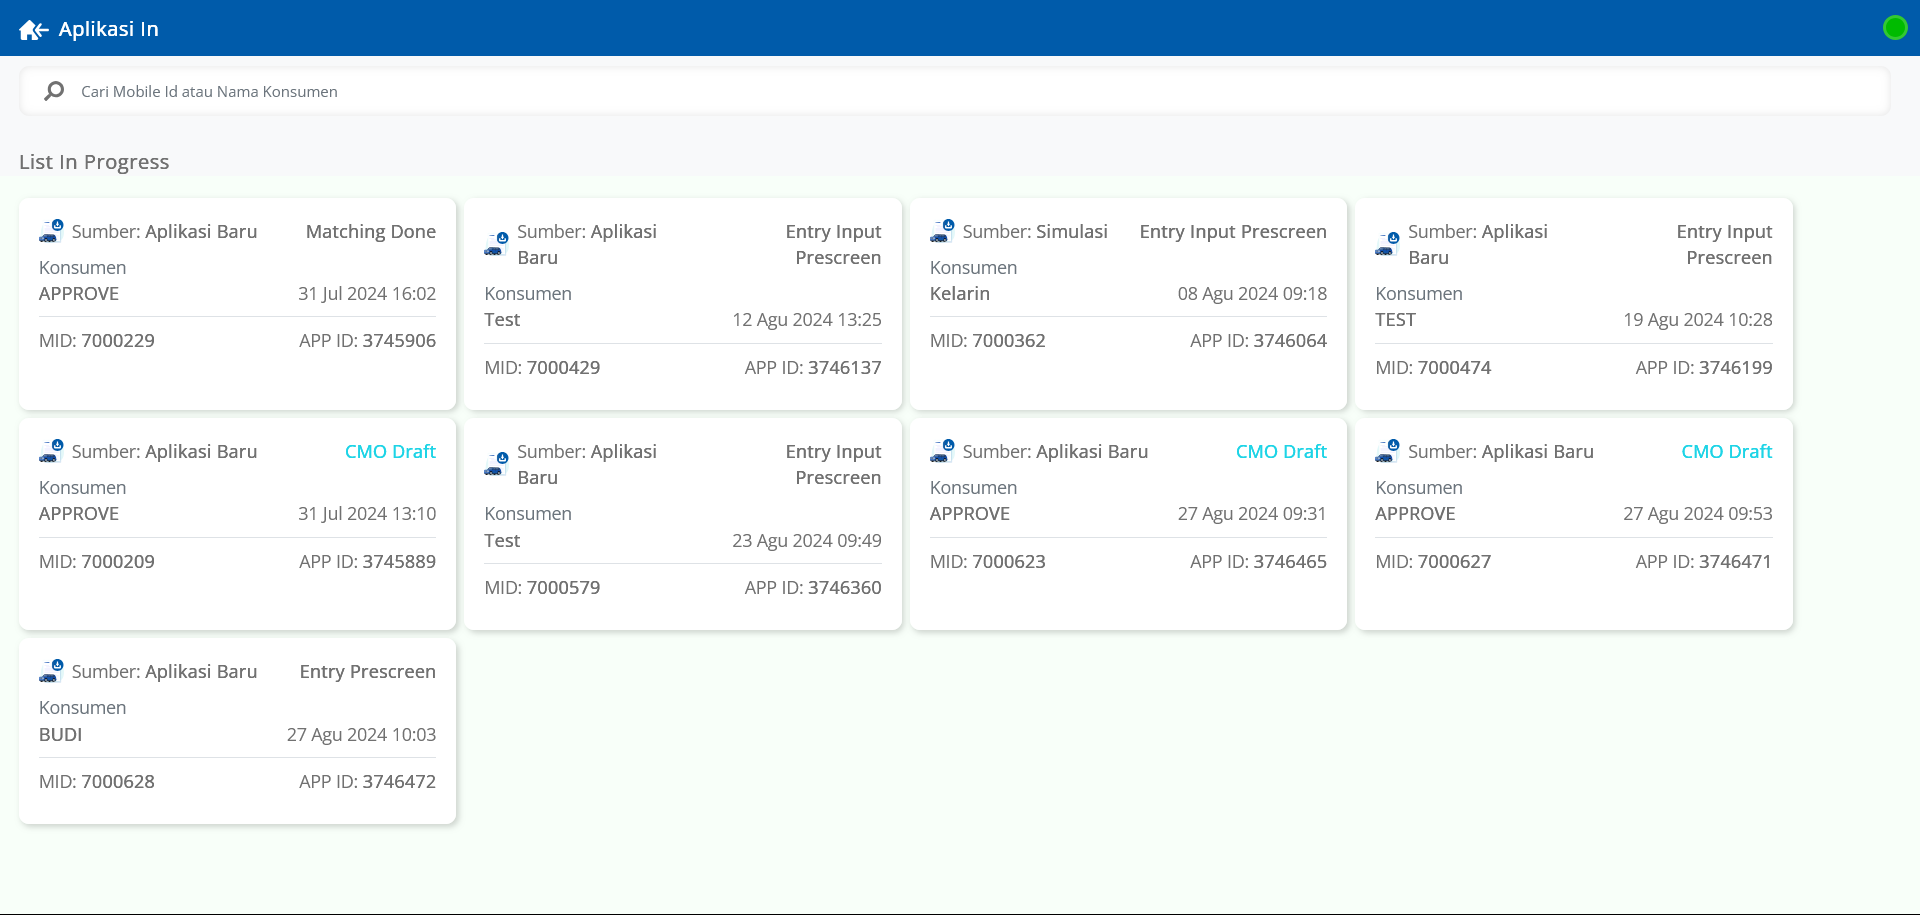 Aplikasi In
Cari Mobile Id atau Nama Konsumen
List In Progress
Sumber: Aplikasi Baru Matching Done
Konsumen
APPROVE 31 Jul 2024 16:02
MID: 7000229 APP ID: 3745906
Sumber: Aplikasi Entry Input
Baru Prescreen
Konsumen
Test 12 Agu 2024 13:25
MID: 7000429 APP ID: 3746137
Sumber: Simulasi Entry Input Prescreen
Konsumen
Kelarin 08 Agu 2024 09:18
MID: 7000362 APP ID: 3746064
Sumber: Aplikasi Entry Input
Baru Prescreen
Konsumen
TEST 19 Agu 2024 10:28
MID: 7000474 APP ID: 3746199
Sumber: Aplikasi Baru CMO Draft
Konsumen
APPROVE 31 Jul 2024 13:10
MID: 7000209 APP ID: 3745889
Sumber: Aplikasi Entry Input
Baru Prescreen
Konsumen
Test 23 Agu 2024 09:49
MID: 7000579 APP ID: 3746360
Sumber: Aplikasi Baru CMO Draft
Konsumen
APPROVE 27 Agu 2024 09:31
MID: 7000623 APP ID: 3746465
Sumber: Aplikasi Baru CMO Draft
Konsumen
APPROVE 27 Agu 2024 09:53
MID: 7000627 APP ID: 3746471
Sumber: Aplikasi Baru Entry Prescreen
Konsumen
BUDI 27 Agu 2024 10:03
MID: 7000628 APP ID: 3746472